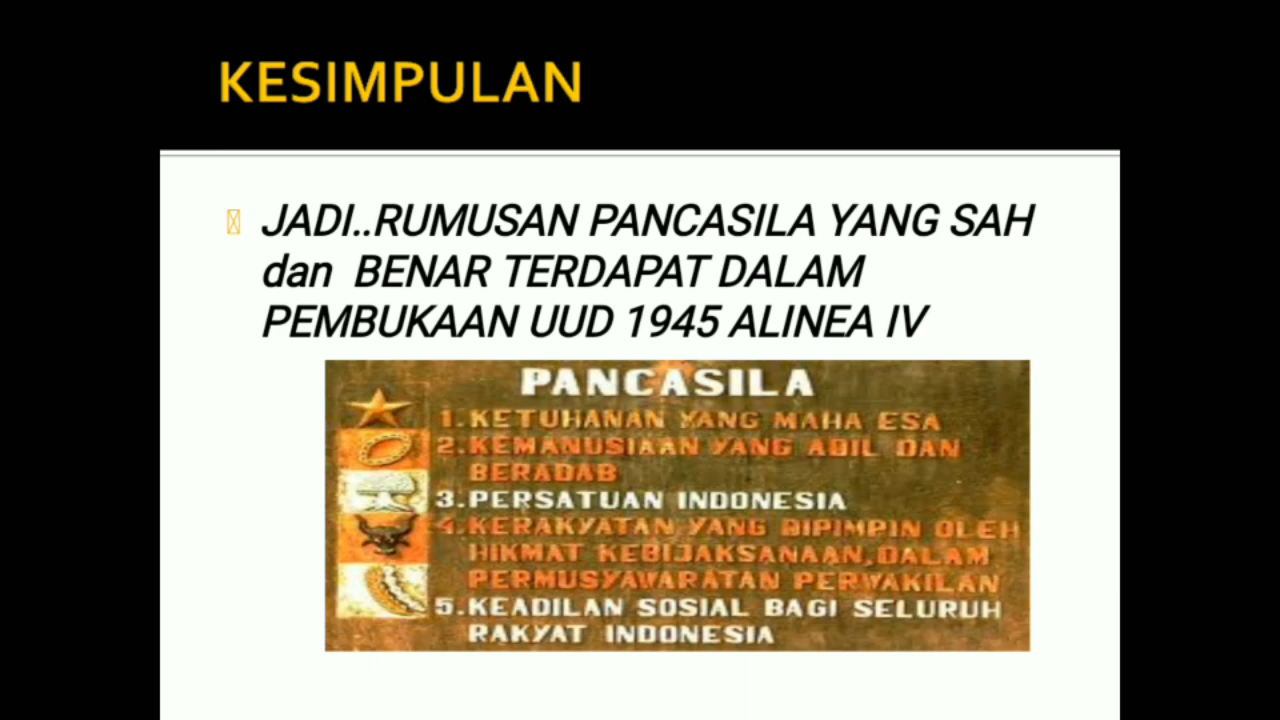 KESIMPULAN
JADI..RUMUSAN PANCASILA YANG SAH
dan BENAR TERDAPAT DALAM
PEMBUKAAN UUD 1945 ALINEA IV
PANCASILA
1.KETUHANAN YANG MAHA ESA
2.KEMANUSIAAN YANG ADIL DAN
BERADAB
3.PERSATUAN INDONESIA
4.KERAKYATAN YANG DIPIMPIN OLEH
HIKMAT KEBIJAKSANAAN,DALAM
PERMUSYAWARATAN PERWAKILAN
5.KEADILAN SOSIAL BAGI SELURUH
RAKYAT INDONESIA